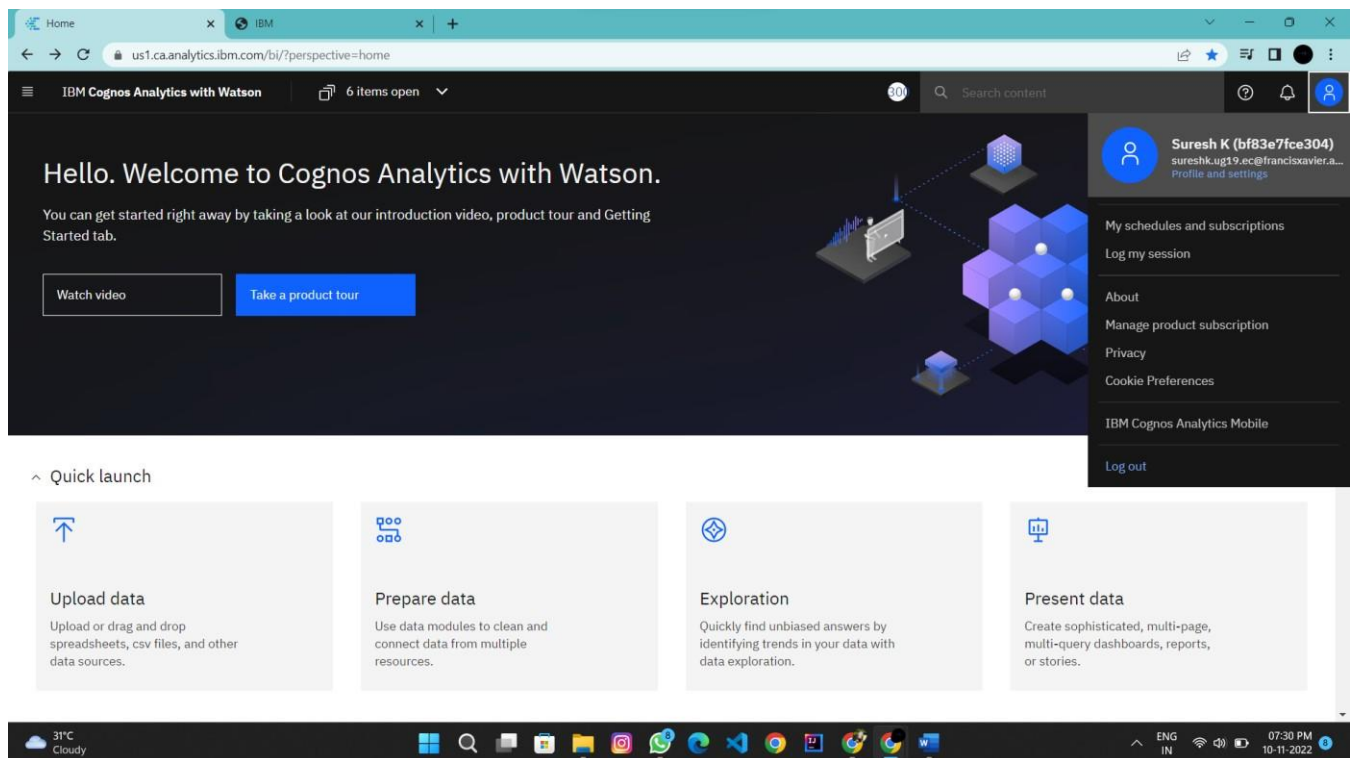 Home
IBM
us1.ca.analytics.ibm.com/bi/?perspective=home
IBM Cognos Analytics with Watson
6 items open
300
Search content
Suresh K (bf83e7fce304)
sureshk.ug19.ec@francisxavier.a...
Profile and settings
Hello. Welcome to Cognos Analytics with Watson.
You can get started right away by taking a look at our introduction video, product tour and Getting
Started tab.
Watch video
Take a product tour
My schedules and subscriptions
Log my session
About
Manage product subscription
Privacy
Cookie Preferences
IBM Cognos Analytics Mobile
Log out
Quick launch
Upload data
Upload or drag and drop
spreadsheets, csv files, and other
data sources.
Prepare data
Use data modules to clean and
connect data from multiple
resources.
Exploration
Quickly find unbiased answers by
identifying trends in your data with
data exploration.
Present data
Create sophisticated, multi-page,
multi-query dashboards, reports,
or stories.
31°C
Cloudy
8
ENG
IN
07:30 PM
10-11-2022
8